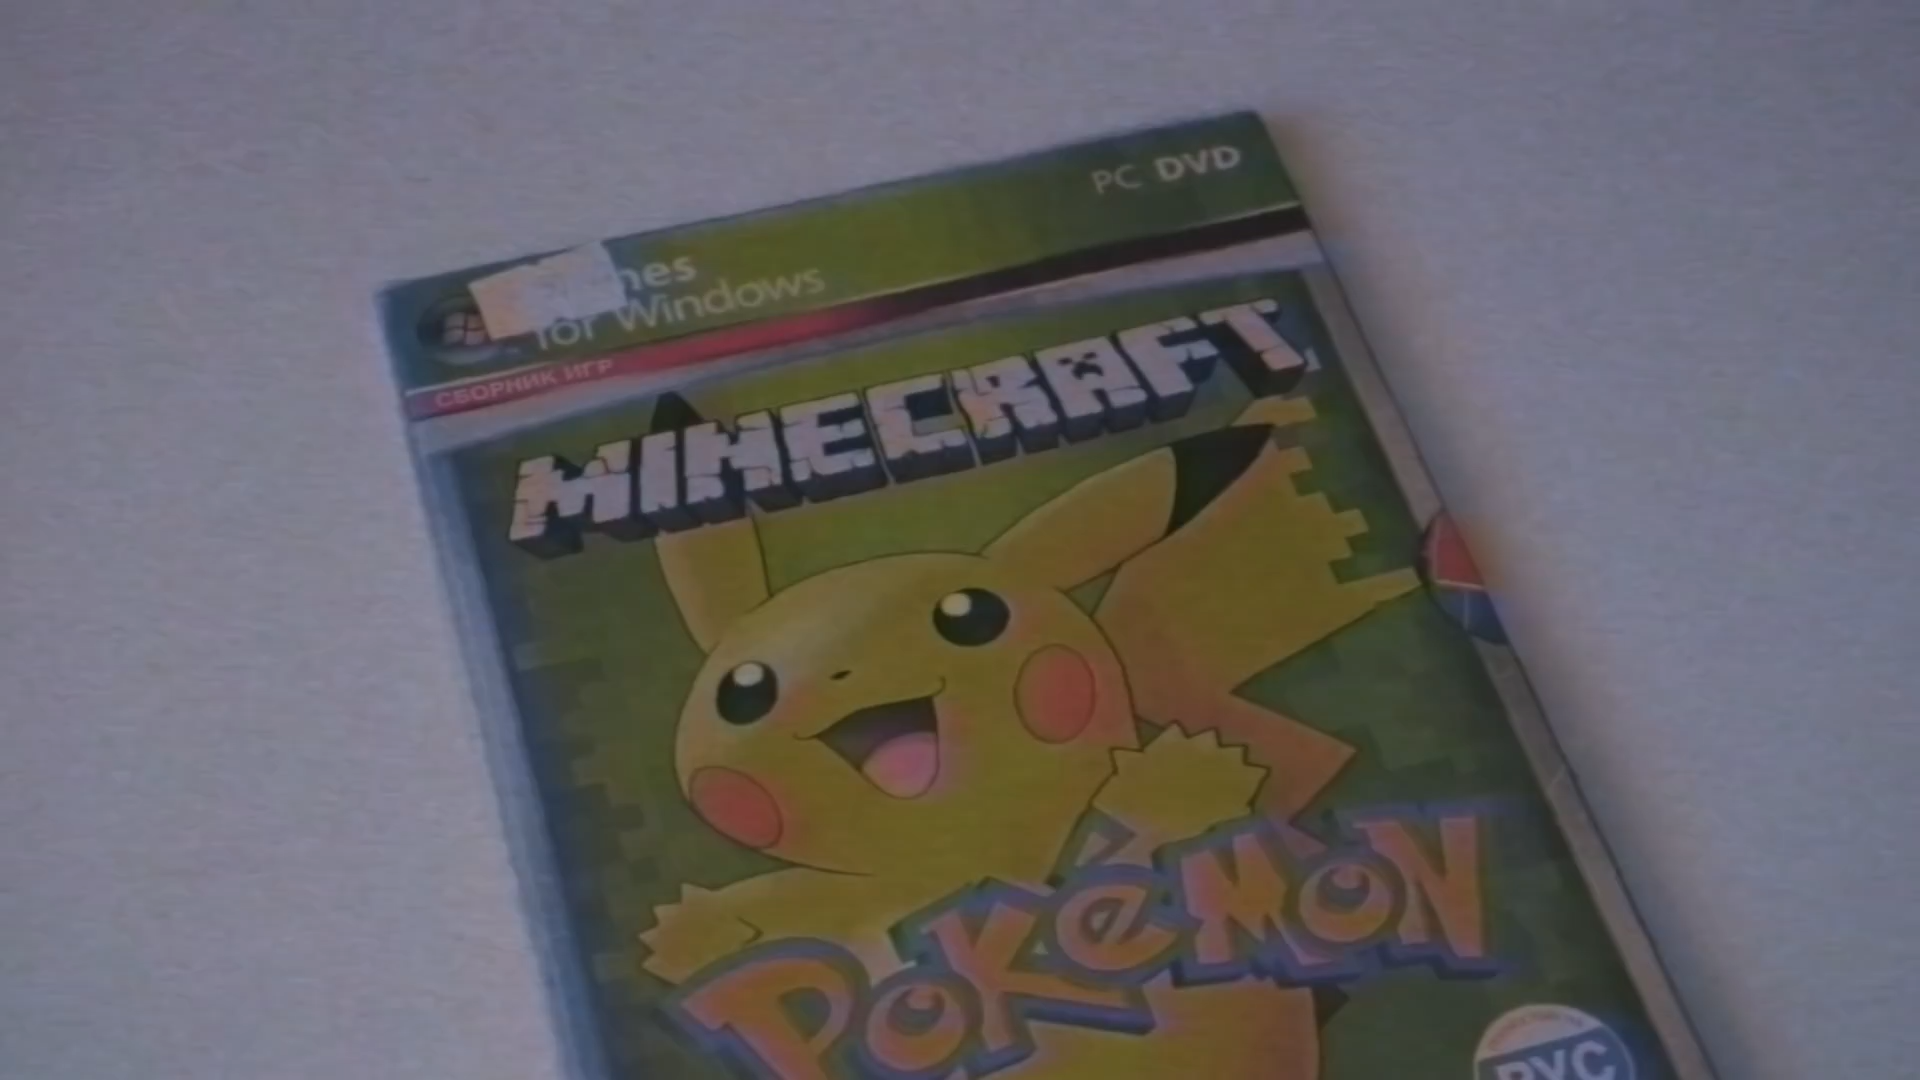 PC DVD
for Windows
СБОРНИК ИГР
MINECRAFT
POKéMON
РУС